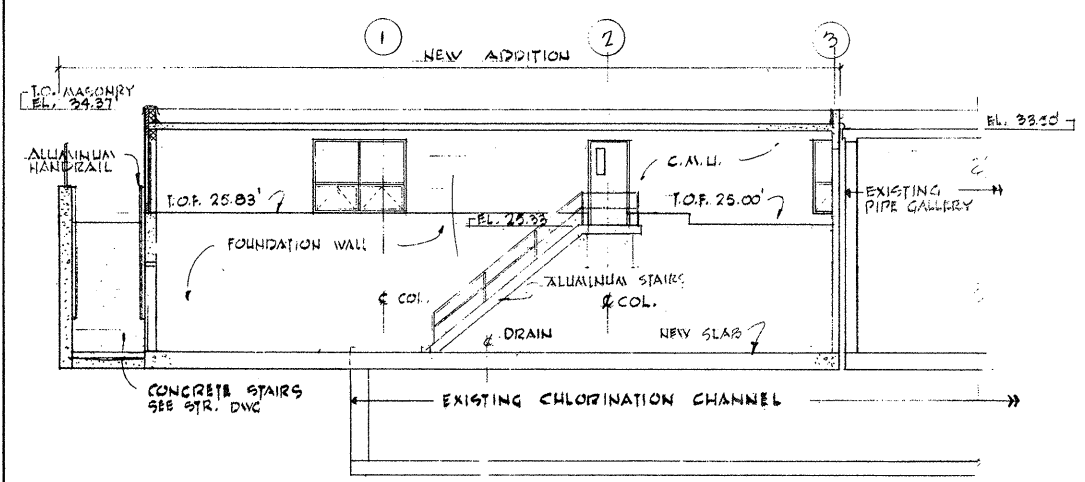 1
2
3
NEW ADDITION
T.O. MASONRY
EL. 34.37'
EL. 33.50'
ALUMINUM
HANDRAIL
C.M.U.
T.O.F. 25.83'
T.O.F. 25.00'
EXISTING
PIPE GALLERY
EL. 25.33
FOUNDATION WALL
ALUMINUM STAIRS
℄ COL.
℄ COL.
℄ DRAIN
NEW SLAB
CONCRETE STAIRS
SEE STR. DWG
EXISTING CHLORINATION CHANNEL